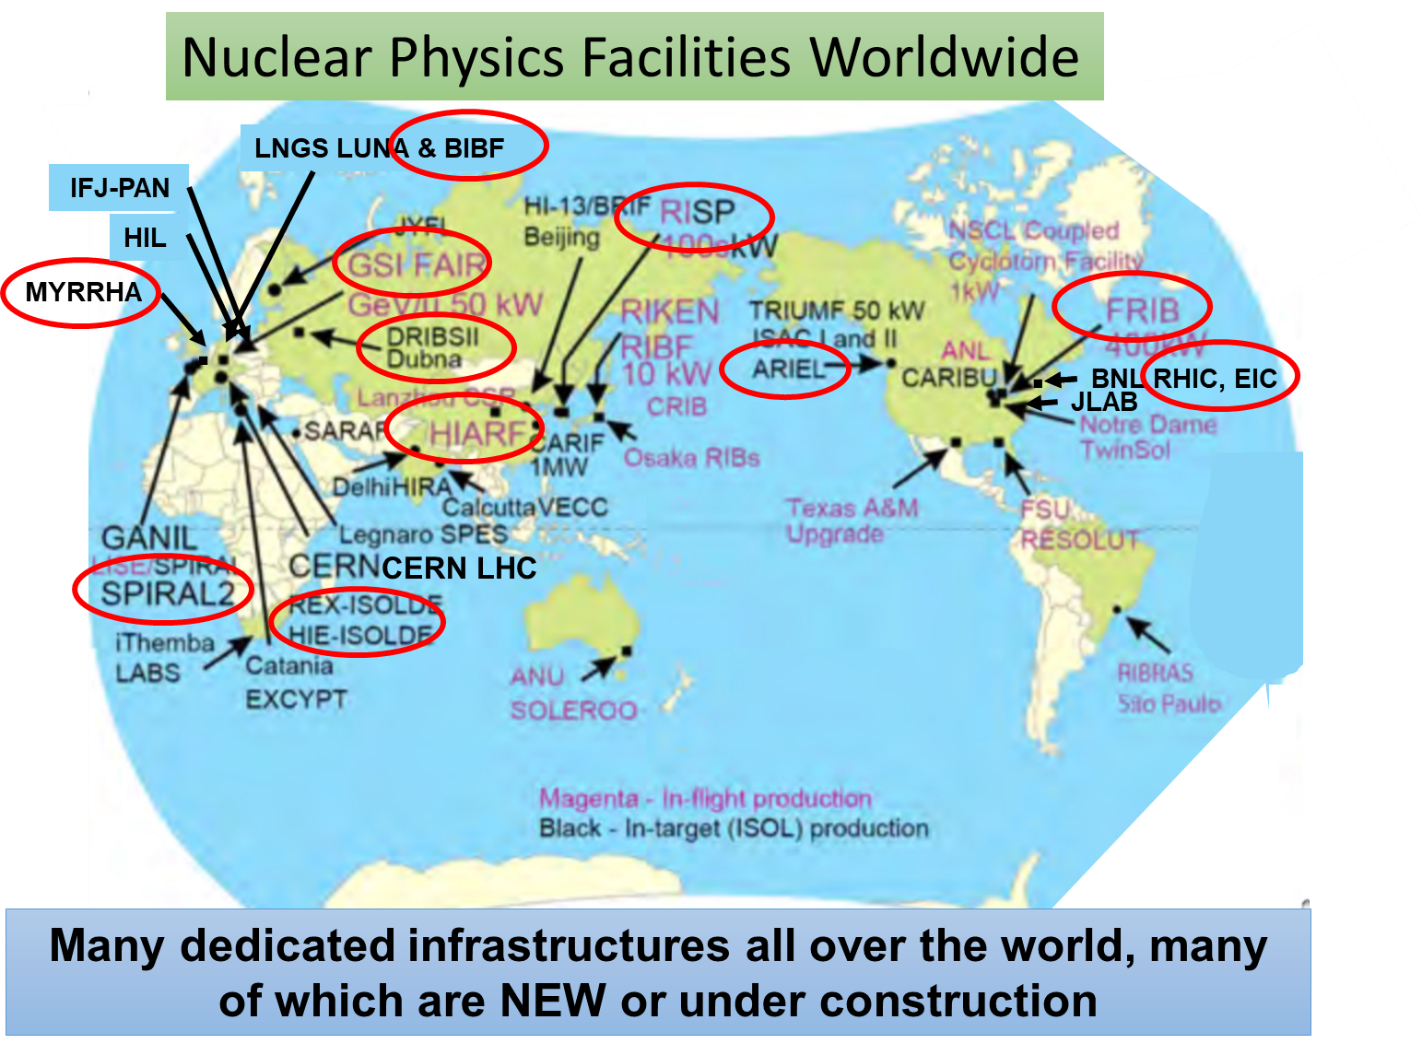 Nuclear Physics Facilities Worldwide
LNGS LUNA & BIBF
IFJ-PAN
HIL
MYRRHA
JYFL
GSI FAIR
GeV/u 50 kW
DRIBSII
Dubna
HI-13/BRIF
Beijing
RISP
100skW
RIKEN
RIBF
10 kW
CRIB
Osaka RIBs
Lanzhou CSR
HIARF
CARIF
1MW
SARAF
DelhiHIRA
CalcuttaVECC
Legnaro SPES
CERN
CERN LHC
REX-ISOLDE
HIE-ISOLDE
GANIL
LISE/SPIRAL
SPIRAL2
iThemba
LABS
Catania
EXCYPT
ANU
SOLEROO
TRIUMF 50 kW
ISAC I and II
ARIEL
NSCL Coupled
Cyclotorn Facility
1kW
FRIB
400kW
ANL
CARIBU
BNL RHIC, EIC
JLAB
Notre Dame
TwinSol
Texas A&M
Upgrade
FSU
RESOLUT
RIBRAS
São Paulo
Magenta - In-flight production
Black - In-target (ISOL) production
Many dedicated infrastructures all over the world, many
of which are NEW or under construction